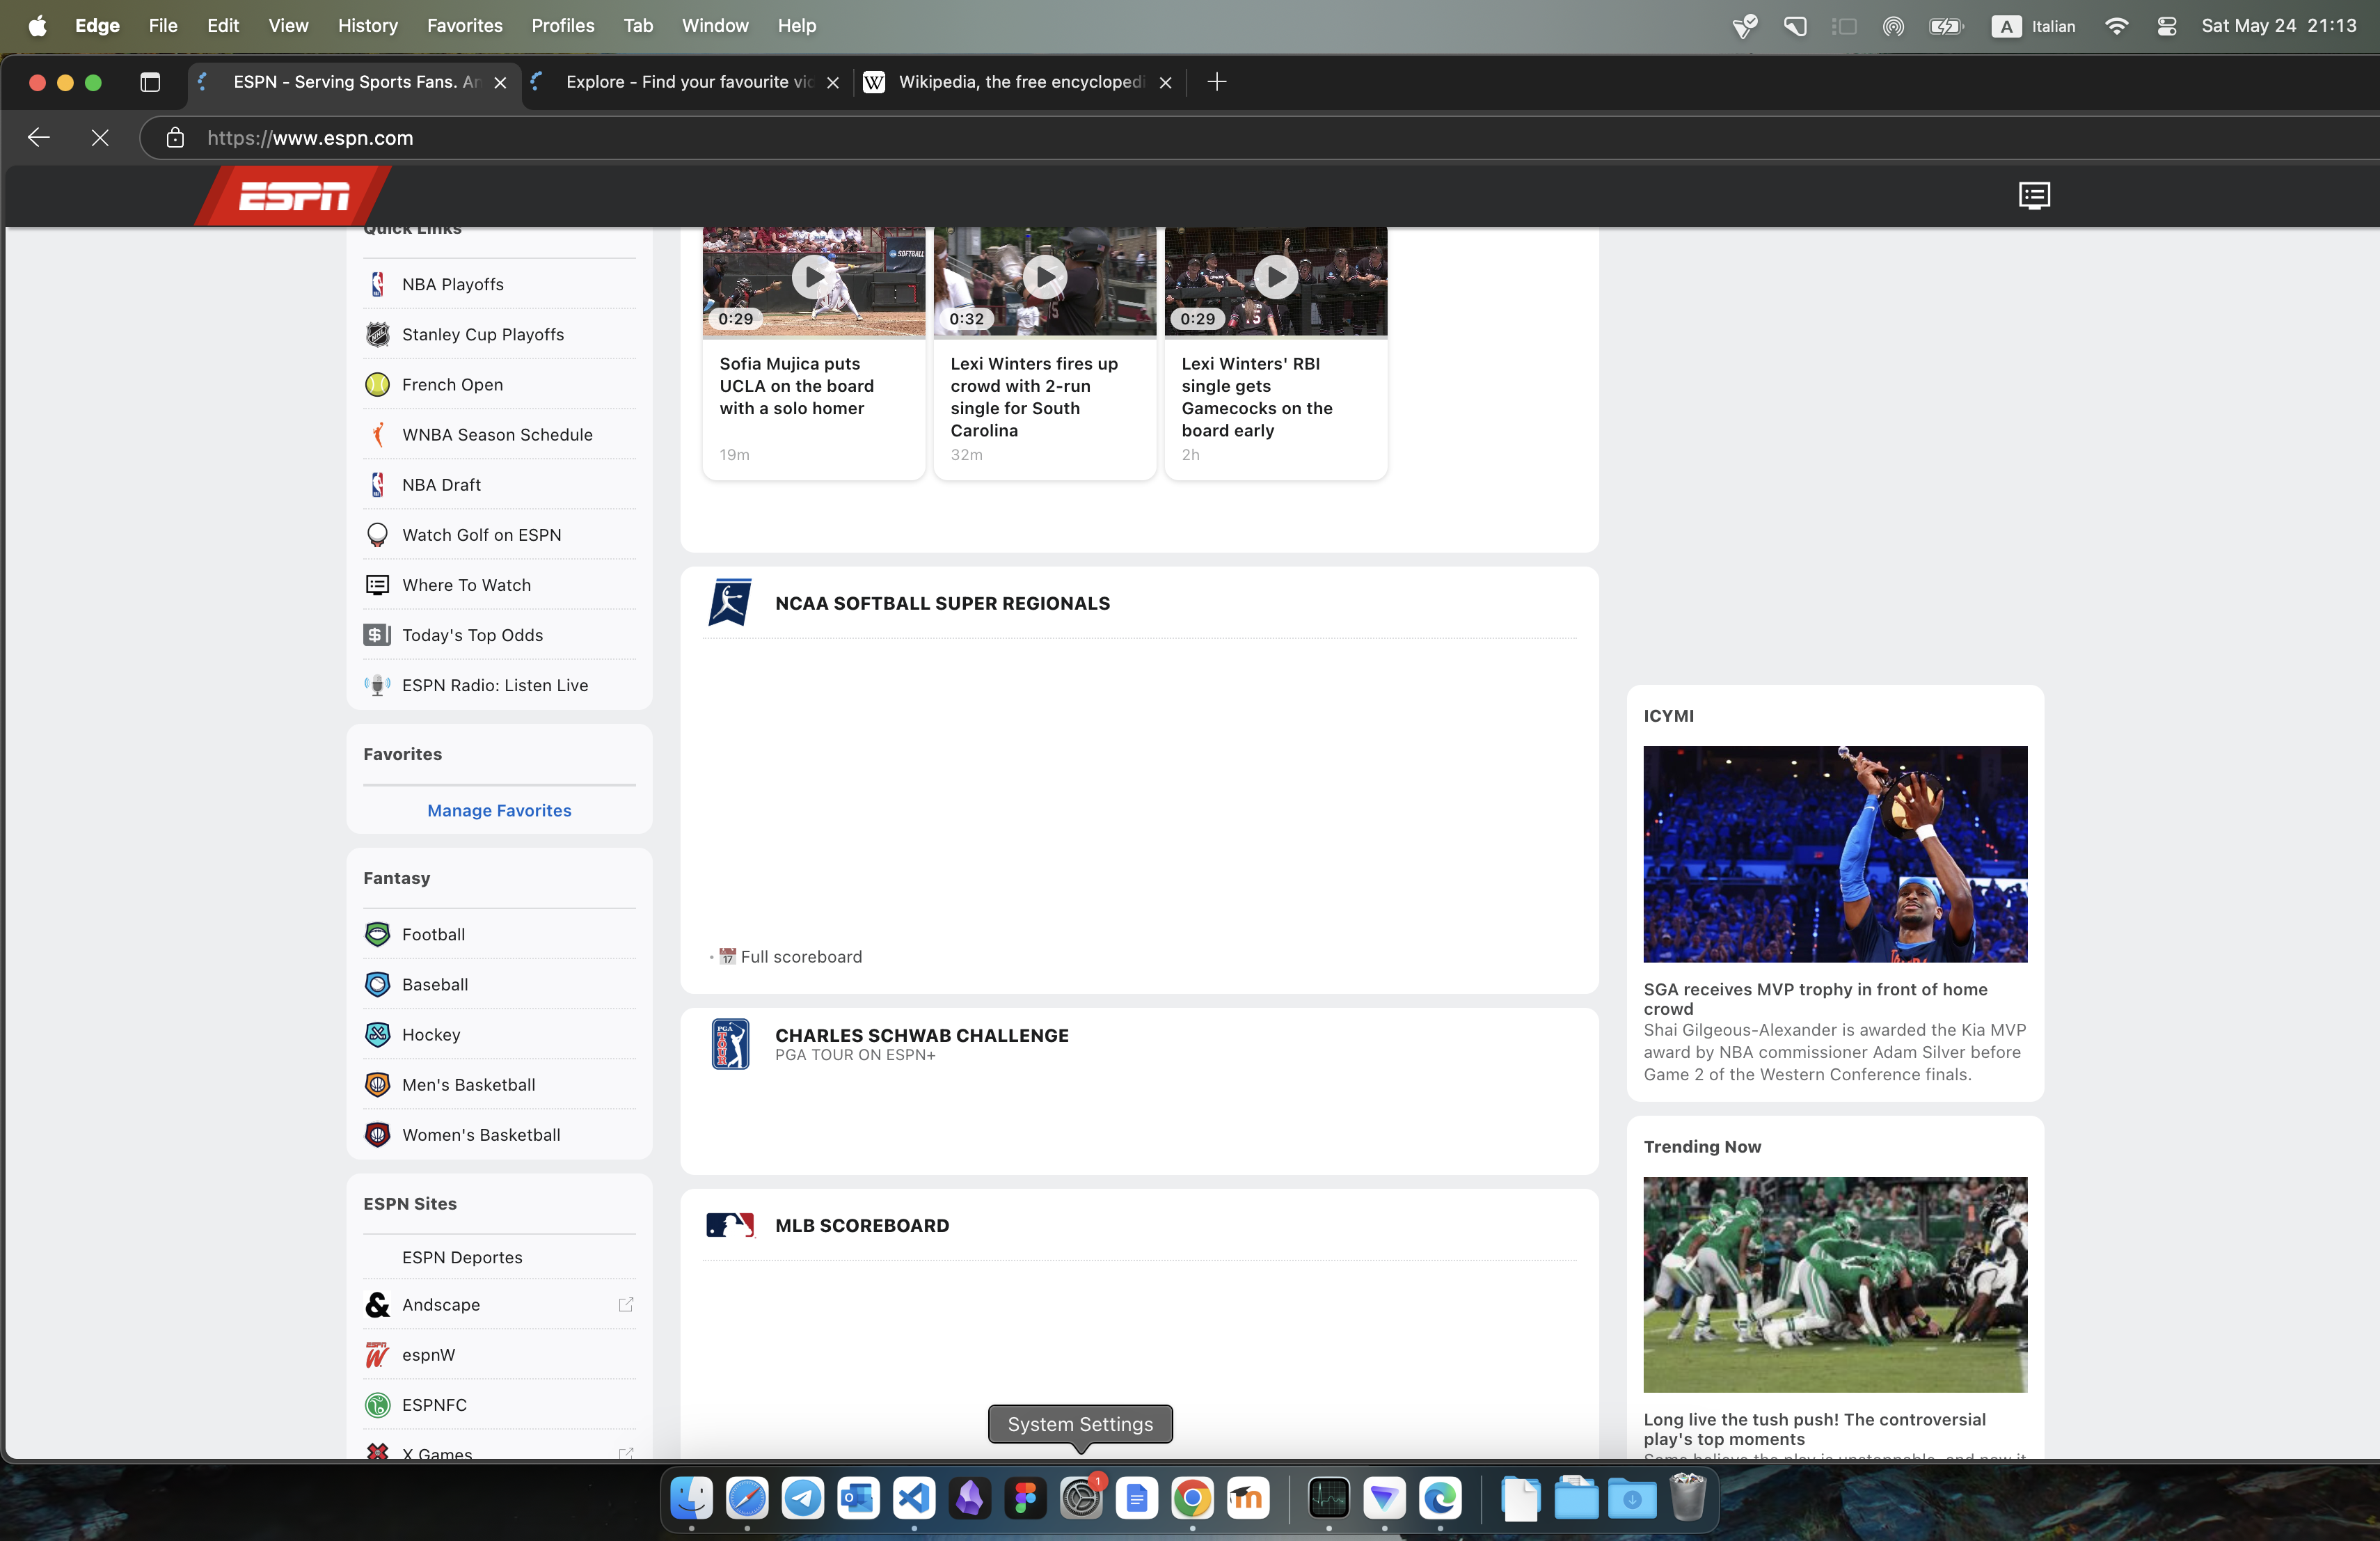 Edge File Edit View History Favorites Profiles Tab Window Help
A Italian Sat May 24 21:13
ESPN - Serving Sports Fans. An
Explore - Find your favourite vid
W Wikipedia, the free encyclopedi
https://www.espn.com
ESPN
Quick Links
NBA Playoffs
Stanley Cup Playoffs
French Open
WNBA Season Schedule
NBA Draft
Watch Golf on ESPN
Where To Watch
Today's Top Odds
ESPN Radio: Listen Live
Favorites
Manage Favorites
Fantasy
Football
Baseball
Hockey
Men's Basketball
Women's Basketball
ESPN Sites
ESPN Deportes
& Andscape
espnW
ESPNFC
X Games
SOFTBALL
0:29
Sofia Mujica puts
UCLA on the board
with a solo homer
19m
0:32
Lexi Winters fires up
crowd with 2-run
single for South
Carolina
32m
0:29
Lexi Winters' RBI
single gets
Gamecocks on the
board early
2h
NCAA SOFTBALL SUPER REGIONALS
• 📅 Full scoreboard
PGA TOUR
CHARLES SCHWAB CHALLENGE
PGA TOUR ON ESPN+
MLB SCOREBOARD
ICYMI
SGA receives MVP trophy in front of home
crowd
Shai Gilgeous-Alexander is awarded the Kia MVP
award by NBA commissioner Adam Silver before
Game 2 of the Western Conference finals.
Trending Now
Long live the tush push! The controversial
play's top moments
System Settings
1